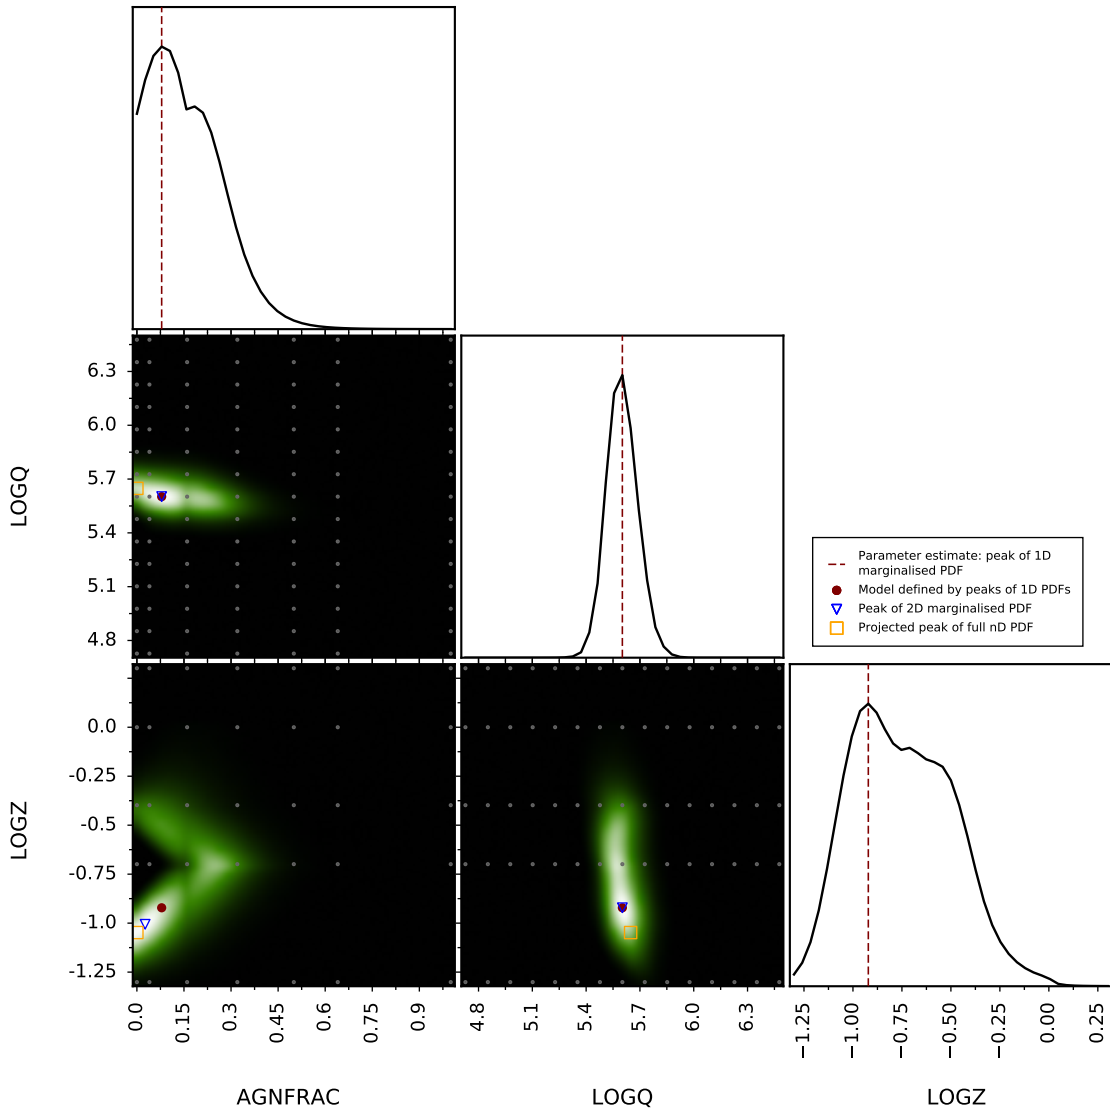 6.3
6.0
5.7
5.4
5.1
4.8
LOGQ
Parameter estimate: peak of 1D
marginalised PDF
Model defined by peaks of 1D PDFs
Peak of 2D marginalised PDF
Projected peak of full nD PDF
0.0
-0.25
-0.5
-0.75
-1.0
-1.25
LOGZ
0.0 0.15 0.3 0.45 0.6 0.75 0.9
4.8 5.1 5.4 5.7 6.0 6.3
−1.25 −1.00 −0.75 −0.50 0.00 0.25
AGNFRAC LOGQ LOGZ